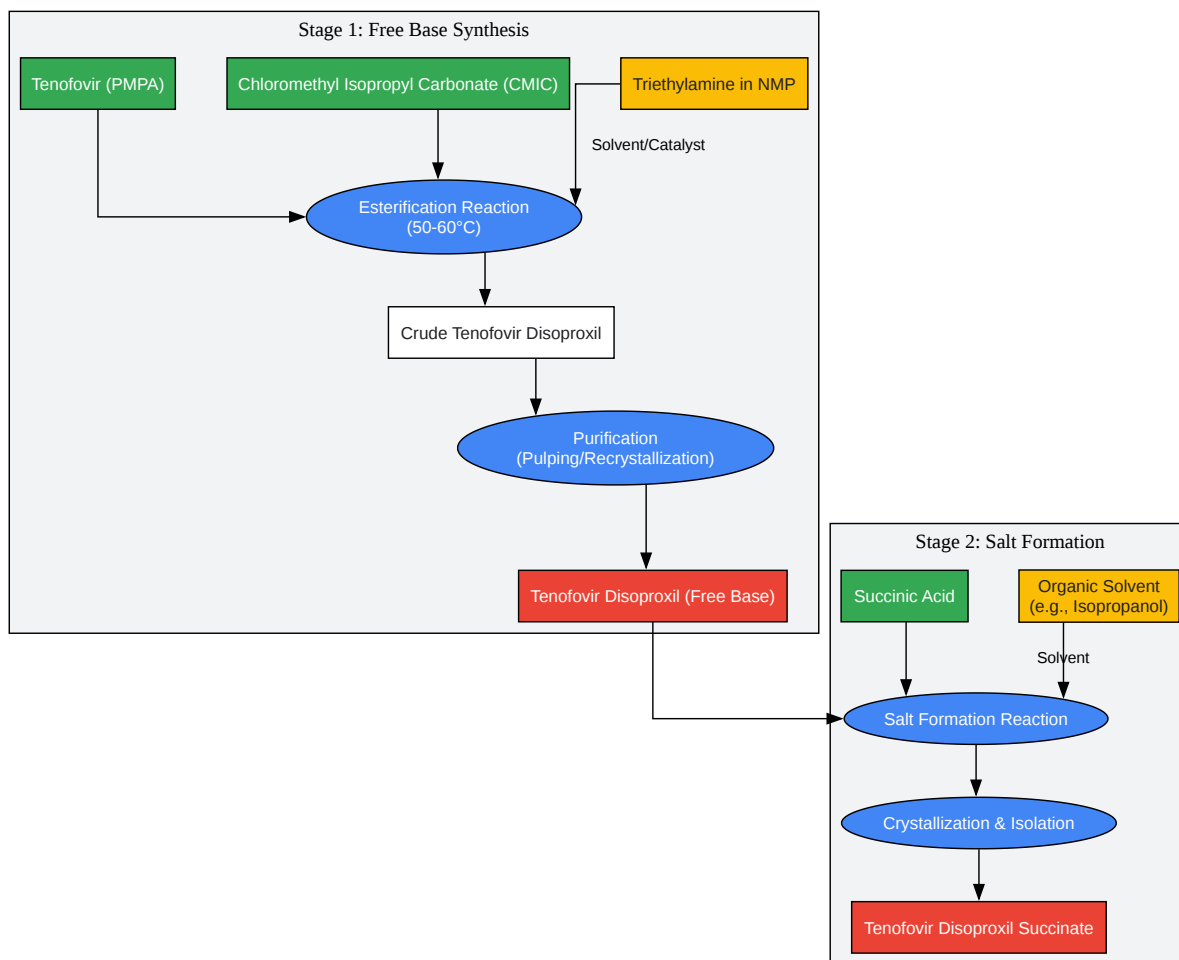 Stage 1: Free Base Synthesis
Tenofovir (PMPA)
Chloromethyl Isopropyl Carbonate (CMIC)
Triethylamine in NMP
Solvent/Catalyst
Esterification Reaction
(50-60°C)
Crude Tenofovir Disoproxil
Purification
(Pulping/Recrystallization)
Tenofovir Disoproxil (Free Base)
Stage 2: Salt Formation
Succinic Acid
Organic Solvent
(e.g., Isopropanol)
Solvent
Salt Formation Reaction
Crystallization & Isolation
Tenofovir Disoproxil Succinate